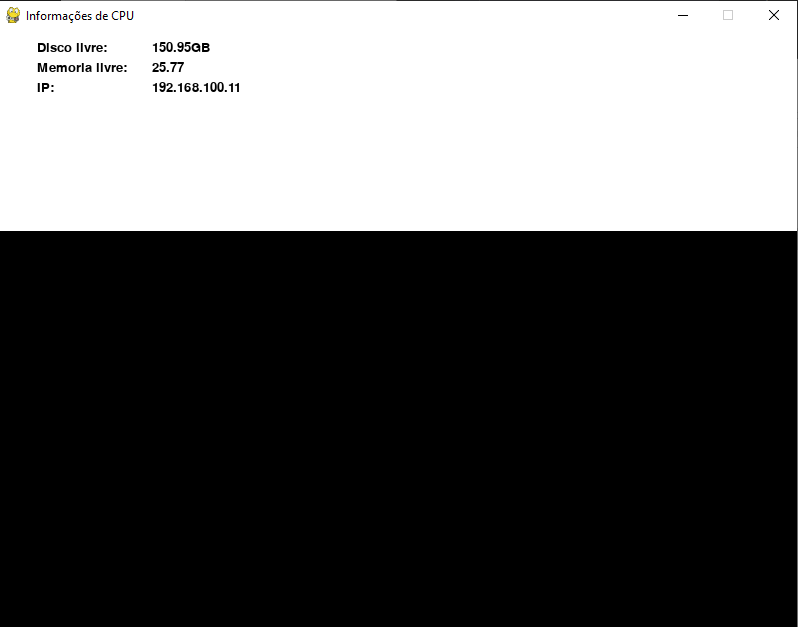 Informações de CPU
Disco livre: 150.95GB
Memoria livre: 25.77
IP: 192.168.100.11